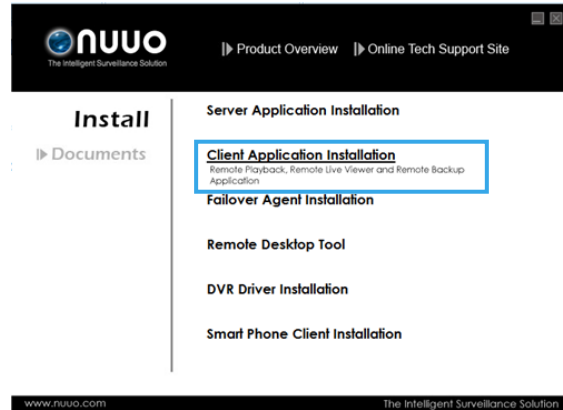 nuuo
The Intelligent Surveillance Solution
Product Overview
Online Tech Support Site
Install
Documents
Server Application Installation
Client Application Installation
Remote Playback, Remote Live Viewer and Remote Backup
Application
Failover Agent Installation
Remote Desktop Tool
DVR Driver Installation
Smart Phone Client Installation
www.nuuo.com
The Intelligent Surveillance Solution